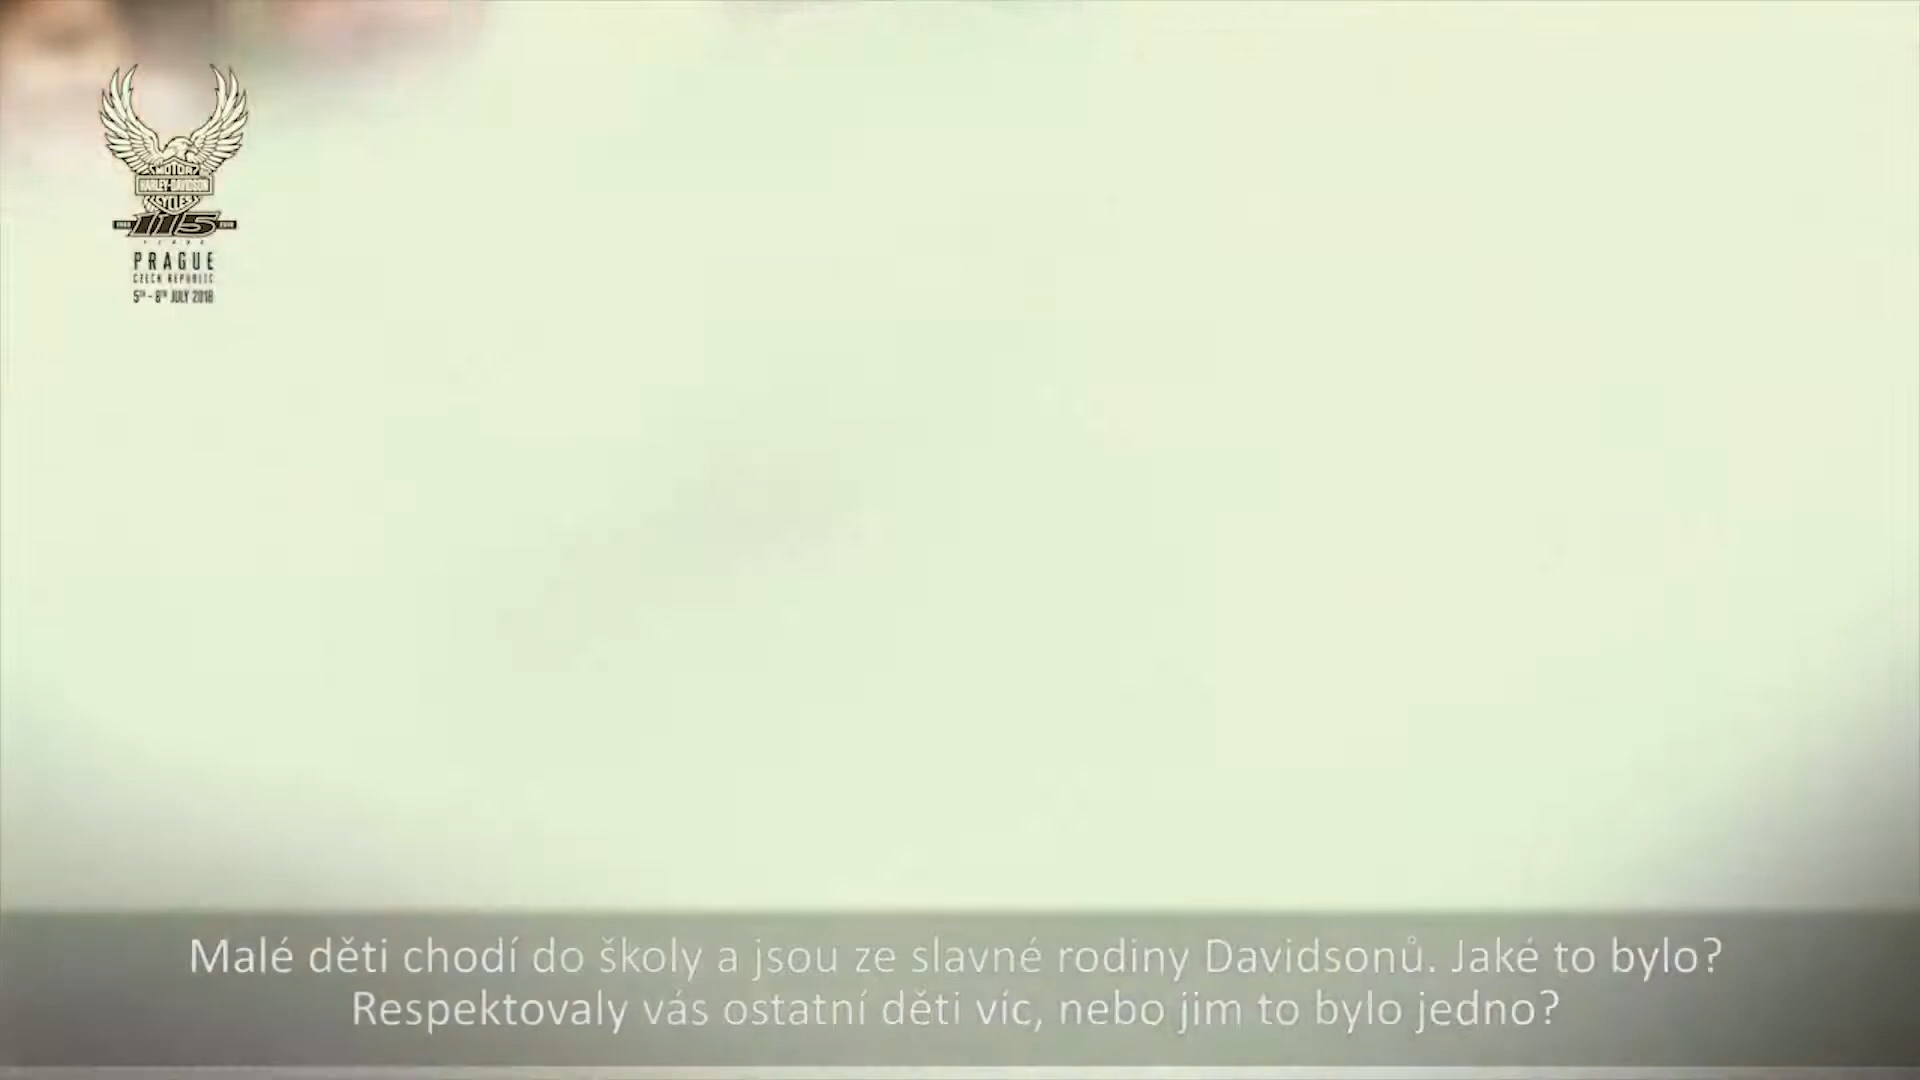 MOTOR
HARLEY-DAVIDSON
CYCLES
115
PRAGUE
CZECH REPUBLIC
5TH - 8TH JULY 2018
Malé děti chodí do školy a jsou ze slavné rodiny Davidsonů. Jaké to bylo?
Respektovaly vás ostatní děti víc, nebo jim to bylo jedno?